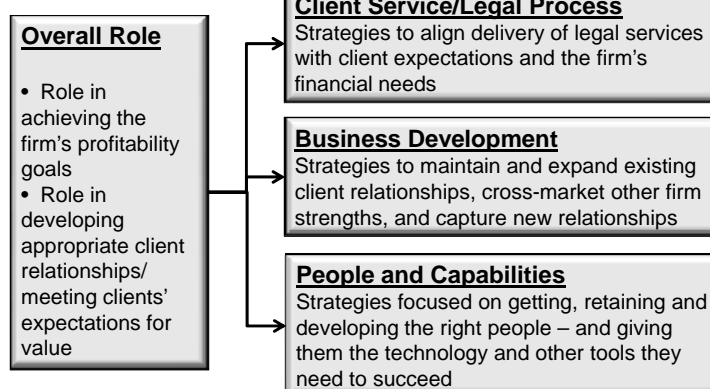 Overall Role
• Role in
achieving the
firm's profitability
goals
• Role in
developing
appropriate client
relationships/
meeting clients'
expectations for
value
Client Service/Legal Process
Strategies to align delivery of legal services
with client expectations and the firm's
financial needs
Business Development
Strategies to maintain and expand existing
client relationships, cross-market other firm
strengths, and capture new relationships
People and Capabilities
Strategies focused on getting, retaining and
developing the right people – and giving
them the technology and other tools they
need to succeed